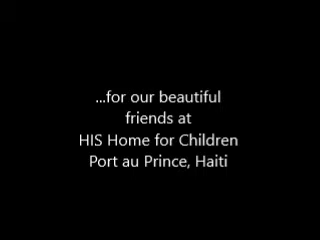 ...for our beautiful
friends at
HIS Home for Children
Port au Prince, Haiti